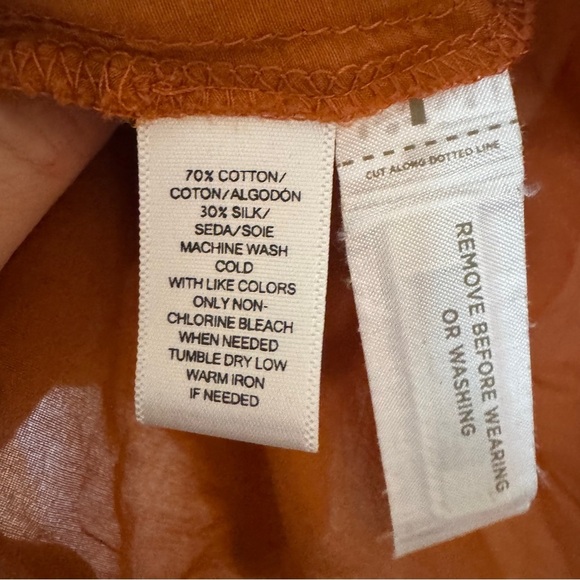 70% COTTON/
COTON/ALGODÓN
30% SILK/
SEDA/SOIE
MACHINE WASH
COLD
WITH LIKE COLORS
ONLY NON-
CHLORINE BLEACH
WHEN NEEDED
TUMBLE DRY LOW
WARM IRON
IF NEEDED
CUT ALONG DOTTED LINE
REMOVE BEFORE WEARING
OR WASHING